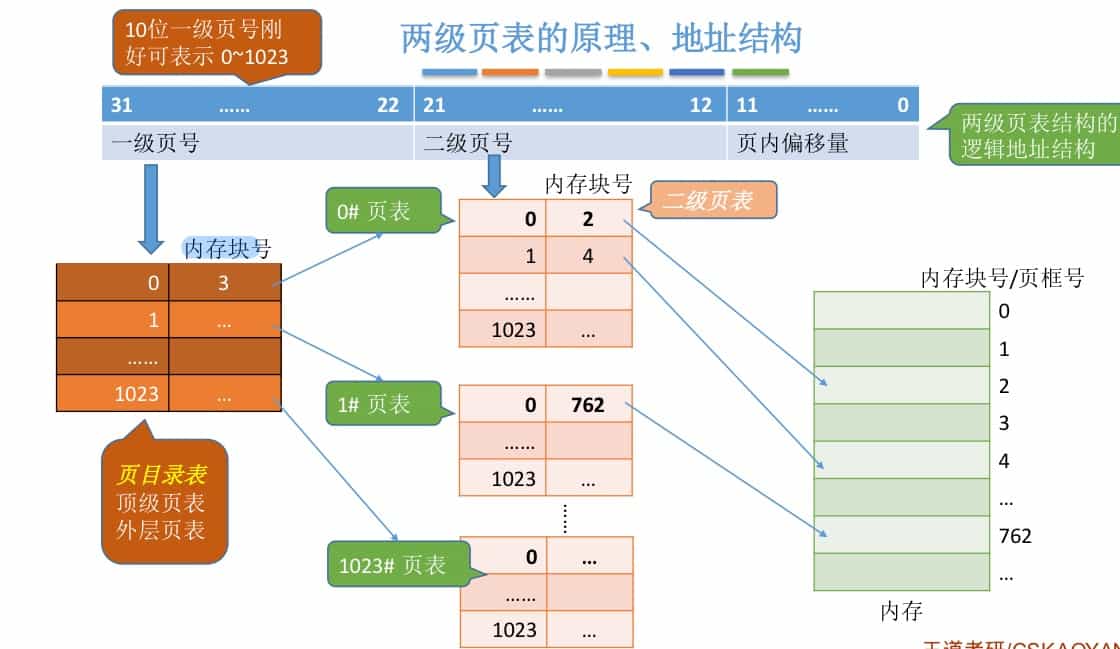 10位一级页号刚
好可表示 0~1023
两级页表的原理、地址结构
31 …… 22 21 …… 12 11 …… 0
一级页号 二级页号 页内偏移量
两级页表结构的
逻辑地址结构
内存块号
0 3
1 …
……
1023 …
页目录表
顶级页表
外层页表
0# 页表
内存块号
二级页表
0 2
1 4
……
1023 …
1# 页表
0 762
……
1023 …
1023# 页表
0 …
……
1023 …
内存块号/页框号
0
1
2
3
4
…
762
…
内存